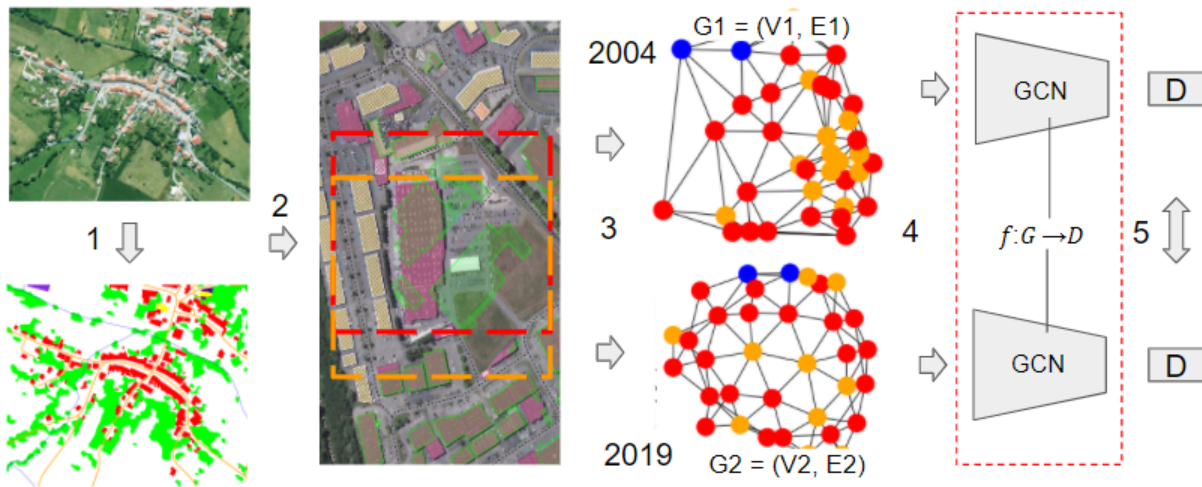 G1 = (V1, E1)
2004
GCN
D
1
2
3
4
f:G →D
5
GCN
D
2019
G2 = (V2, E2)